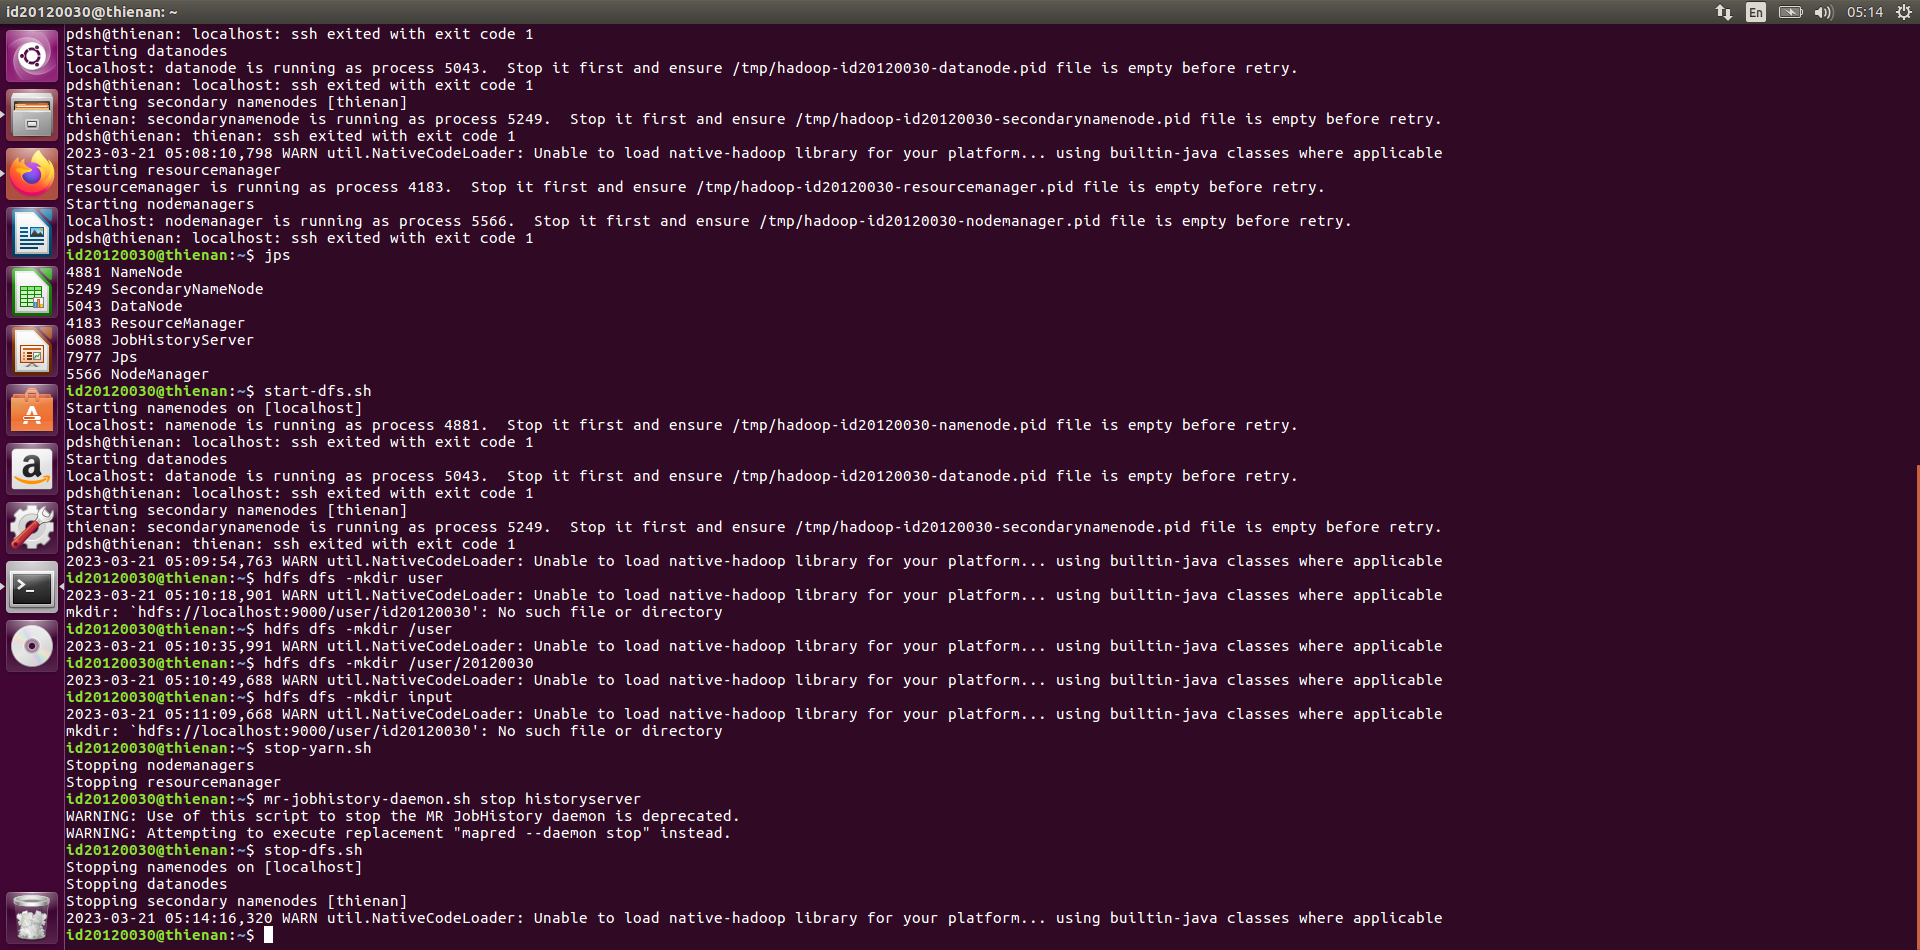 id20120030@thienan: ~
En
05:14
pdsh@thienan: localhost: ssh exited with exit code 1
Starting datanodes
localhost: datanode is running as process 5043.  Stop it first and ensure /tmp/hadoop-id20120030-datanode.pid file is empty before retry.
pdsh@thienan: localhost: ssh exited with exit code 1
Starting secondary namenodes [thienan]
thienan: secondarynamenode is running as process 5249.  Stop it first and ensure /tmp/hadoop-id20120030-secondarynamenode.pid file is empty before retry.
pdsh@thienan: thienan: ssh exited with exit code 1
2023-03-21 05:08:10,798 WARN util.NativeCodeLoader: Unable to load native-hadoop library for your platform... using builtin-java classes where applicable
Starting resourcemanager
resourcemanager is running as process 4183.  Stop it first and ensure /tmp/hadoop-id20120030-resourcemanager.pid file is empty before retry.
Starting nodemanagers
localhost: nodemanager is running as process 5566.  Stop it first and ensure /tmp/hadoop-id20120030-nodemanager.pid file is empty before retry.
pdsh@thienan: localhost: ssh exited with exit code 1
id20120030@thienan:~$ jps
4881 NameNode
5249 SecondaryNameNode
5043 DataNode
4183 ResourceManager
6088 JobHistoryServer
7977 Jps
5566 NodeManager
id20120030@thienan:~$ start-dfs.sh
Starting namenodes on [localhost]
localhost: namenode is running as process 4881.  Stop it first and ensure /tmp/hadoop-id20120030-namenode.pid file is empty before retry.
pdsh@thienan: localhost: ssh exited with exit code 1
Starting datanodes
localhost: datanode is running as process 5043.  Stop it first and ensure /tmp/hadoop-id20120030-datanode.pid file is empty before retry.
pdsh@thienan: localhost: ssh exited with exit code 1
Starting secondary namenodes [thienan]
thienan: secondarynamenode is running as process 5249.  Stop it first and ensure /tmp/hadoop-id20120030-secondarynamenode.pid file is empty before retry.
pdsh@thienan: thienan: ssh exited with exit code 1
2023-03-21 05:09:54,763 WARN util.NativeCodeLoader: Unable to load native-hadoop library for your platform... using builtin-java classes where applicable
id20120030@thienan:~$ hdfs dfs -mkdir user
2023-03-21 05:10:18,901 WARN util.NativeCodeLoader: Unable to load native-hadoop library for your platform... using builtin-java classes where applicable
mkdir: `hdfs://localhost:9000/user/id20120030': No such file or directory
id20120030@thienan:~$ hdfs dfs -mkdir /user
2023-03-21 05:10:35,991 WARN util.NativeCodeLoader: Unable to load native-hadoop library for your platform... using builtin-java classes where applicable
id20120030@thienan:~$ hdfs dfs -mkdir /user/20120030
2023-03-21 05:10:49,688 WARN util.NativeCodeLoader: Unable to load native-hadoop library for your platform... using builtin-java classes where applicable
id20120030@thienan:~$ hdfs dfs -mkdir input
2023-03-21 05:11:09,668 WARN util.NativeCodeLoader: Unable to load native-hadoop library for your platform... using builtin-java classes where applicable
mkdir: `hdfs://localhost:9000/user/id20120030': No such file or directory
id20120030@thienan:~$ stop-yarn.sh
Stopping nodemanagers
Stopping resourcemanager
id20120030@thienan:~$ mr-jobhistory-daemon.sh stop historyserver
WARNING: Use of this script to stop the MR JobHistory daemon is deprecated.
WARNING: Attempting to execute replacement "mapred --daemon stop" instead.
id20120030@thienan:~$ stop-dfs.sh
Stopping namenodes on [localhost]
Stopping datanodes
Stopping secondary namenodes [thienan]
2023-03-21 05:14:16,320 WARN util.NativeCodeLoader: Unable to load native-hadoop library for your platform... using builtin-java classes where applicable
id20120030@thienan:~$